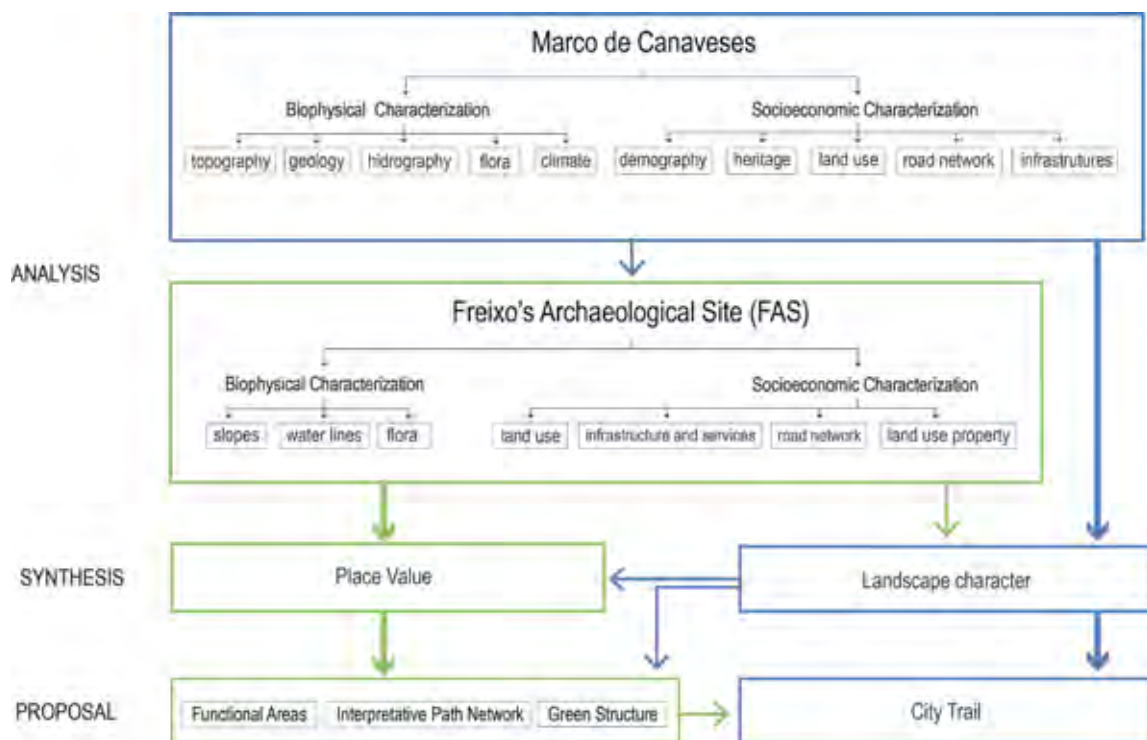 Marco de Canaveses
Biophysical Characterization
Socioeconomic Characterization
topography
geology
hidrography
flora
climate
demography
heritage
land use
road network
infrastrutures
ANALYSIS
Freixo's Archaeological Site (FAS)
Biophysical Characterization
Socioeconomic Characterization
slopes
water lines
flora
land use
infrastructure and services
road network
land use property
SYNTHESIS
Place Value
Landscape character
PROPOSAL
Functional Areas
Interpretative Path Network
Green Structure
City Trail